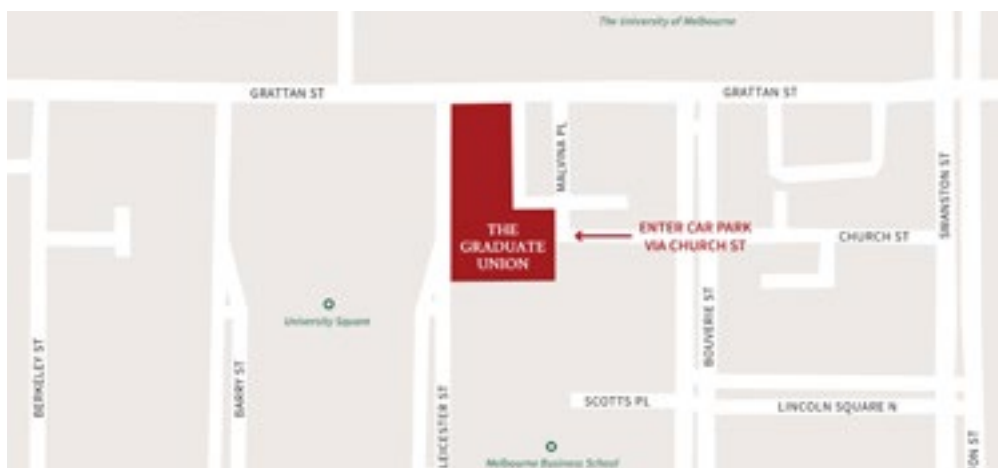 The University of Melbourne
GRATTAN ST
GRATTAN ST
MALVINA PL
SWANSTON ST
THE
GRADUATE
UNION
ENTER CAR PARK
VIA CHURCH ST
CHURCH ST
University Square
BOUVERIE ST
BERKELEY ST
BARRY ST
LEICESTER ST
SCOTTS PL
LINCOLN SQUARE N
ON ST
Melbourne Business School